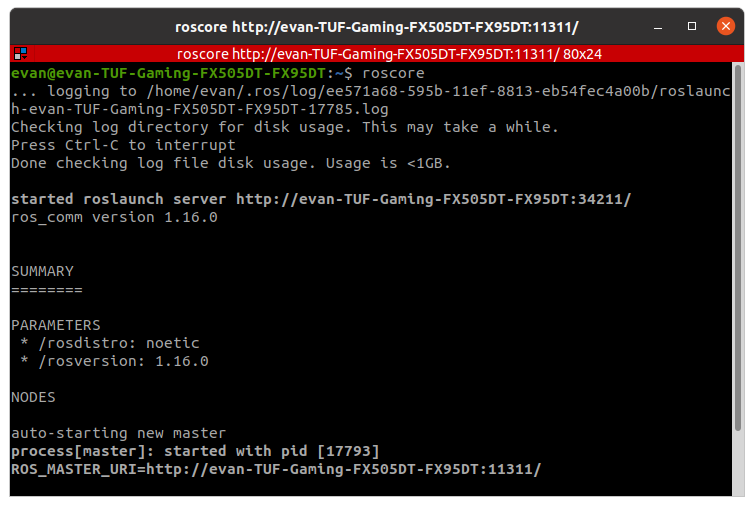 roscore http://evan-TUF-Gaming-FX505DT-FX95DT:11311/
roscore http://evan-TUF-Gaming-FX505DT-FX95DT:11311/ 80x24
evan@evan-TUF-Gaming-FX505DT-FX95DT:~$ roscore
... logging to /home/evan/.ros/log/ee571a68-595b-11ef-8813-eb54fec4a00b/roslaunc
h-evan-TUF-Gaming-FX505DT-FX95DT-17785.log
Checking log directory for disk usage. This may take a while.
Press Ctrl-C to interrupt
Done checking log file disk usage. Usage is <1GB.

started roslaunch server http://evan-TUF-Gaming-FX505DT-FX95DT:34211/
ros_comm version 1.16.0


SUMMARY
========

PARAMETERS
 * /rosdistro: noetic
 * /rosversion: 1.16.0

NODES

auto-starting new master
process[master]: started with pid [17793]
ROS_MASTER_URI=http://evan-TUF-Gaming-FX505DT-FX95DT:11311/